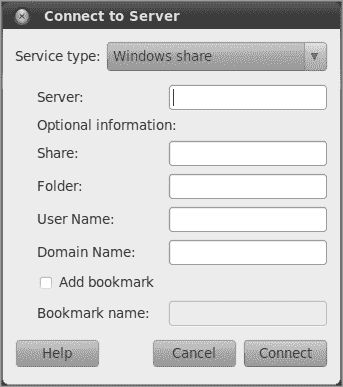 Connect to Server
Service type: Windows share
Server:
Optional information:
Share:
Folder:
User Name:
Domain Name:
Add bookmark
Bookmark name:
Help Cancel Connect